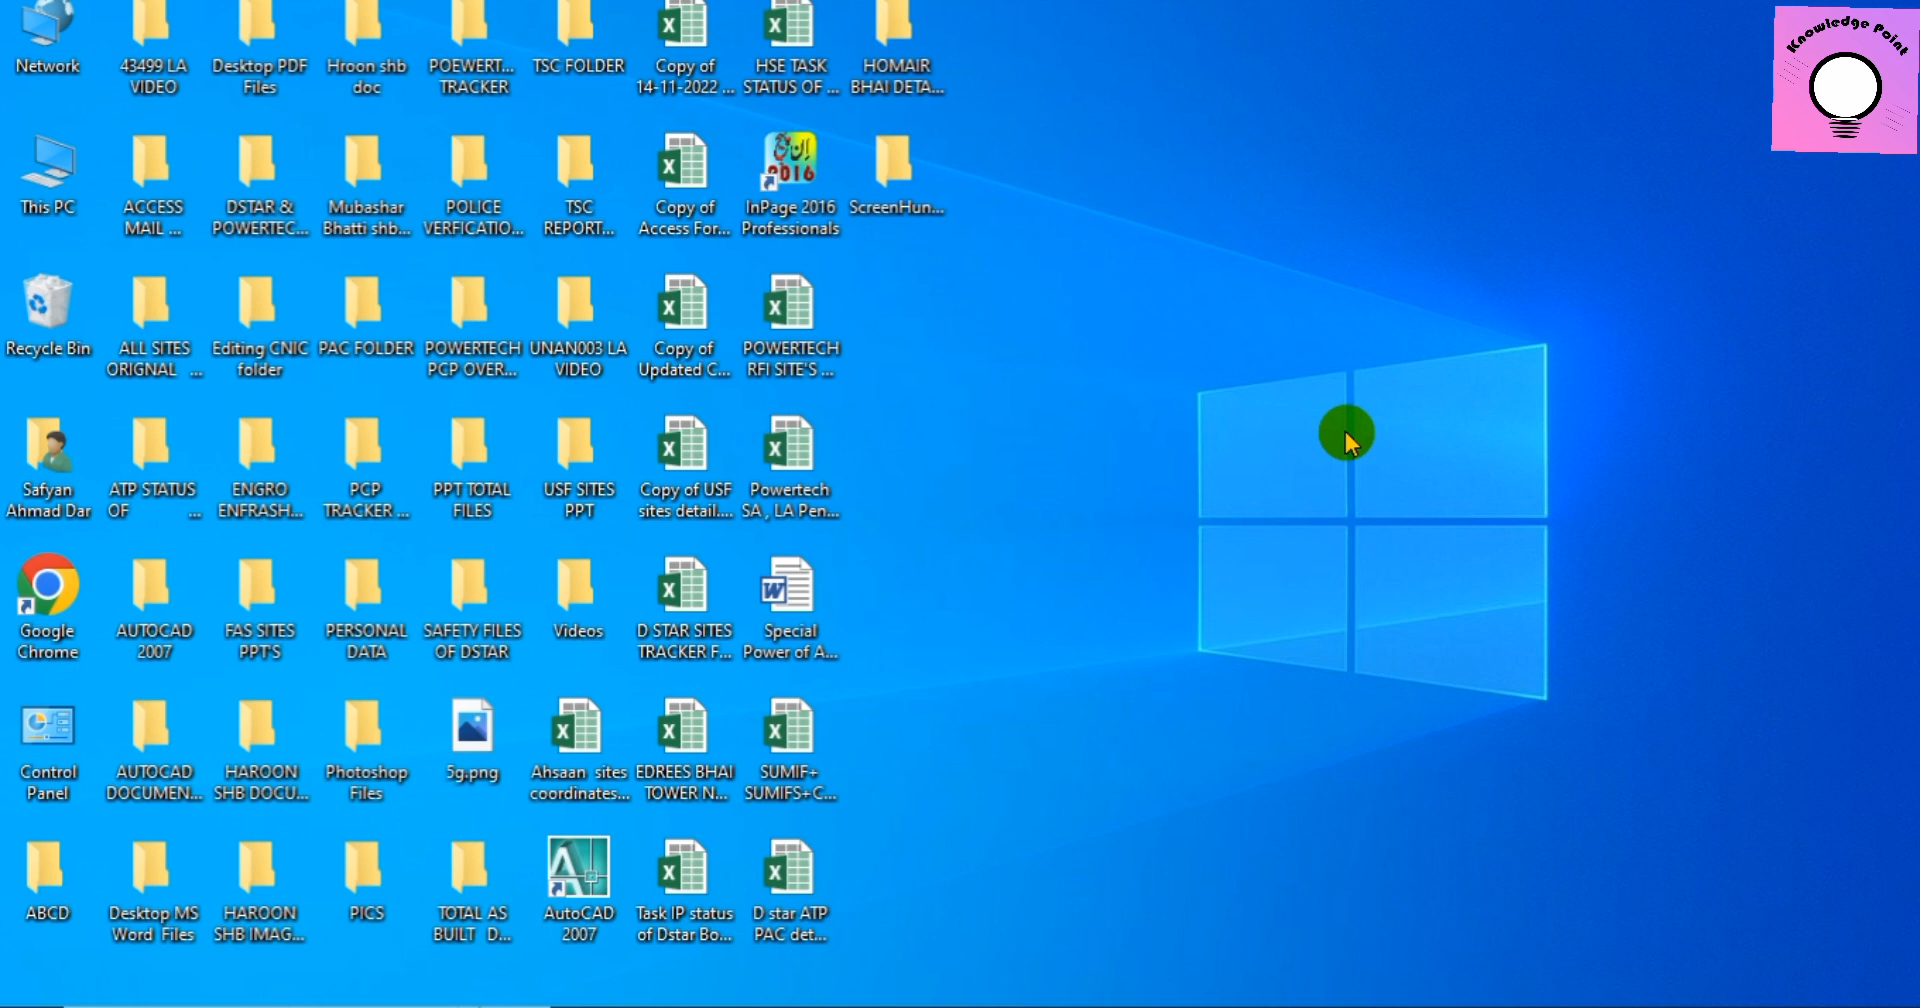 Knowledge Point
Network
43499 LA
VIDEO
Desktop PDF
Files
Hroon shb
doc
POEWERT...
TRACKER
TSC FOLDER
Copy of
14-11-2022 ...
HSE TASK
STATUS OF ...
HOMAIR
BHAI DETA...
This PC
ACCESS
MAIL ...
DSTAR &
POWERTEC...
Mubashar
Bhatti shb...
POLICE
VERFICATIO...
TSC
REPORT...
Copy of
Access For...
ان پیج
2016
InPage 2016
Professionals
ScreenHun...
Recycle Bin
ALL SITES
ORIGNAL ...
Editing CNIC
folder
PAC FOLDER
POWERTECH
PCP OVER...
UNAN003 LA
VIDEO
Copy of
Updated C...
POWERTECH
RFI SITE'S ...
Safyan
Ahmad Dar
ATP STATUS
OF ...
ENGRO
ENFRASH...
PCP
TRACKER ...
PPT TOTAL
FILES
USF SITES
PPT
Copy of USF
sites detail....
Powertech
SA , LA Pen...
Google
Chrome
AUTOCAD
2007
FAS SITES
PPT'S
PERSONAL
DATA
SAFETY FILES
OF DSTAR
Videos
D STAR SITES
TRACKER F...
Special
Power of A...
Control
Panel
AUTOCAD
DOCUMEN...
HAROON
SHB DOCU...
Photoshop
Files
5g.png
Ahsaan sites
coordinates...
EDREES BHAI
TOWER N...
SUMIF+
SUMIFS+C...
ABCD
Desktop MS
Word Files
HAROON
SHB IMAG...
PICS
TOTAL AS
BUILT D...
AutoCAD
2007
Task IP status
of Dstar Bo...
D star ATP
PAC det...